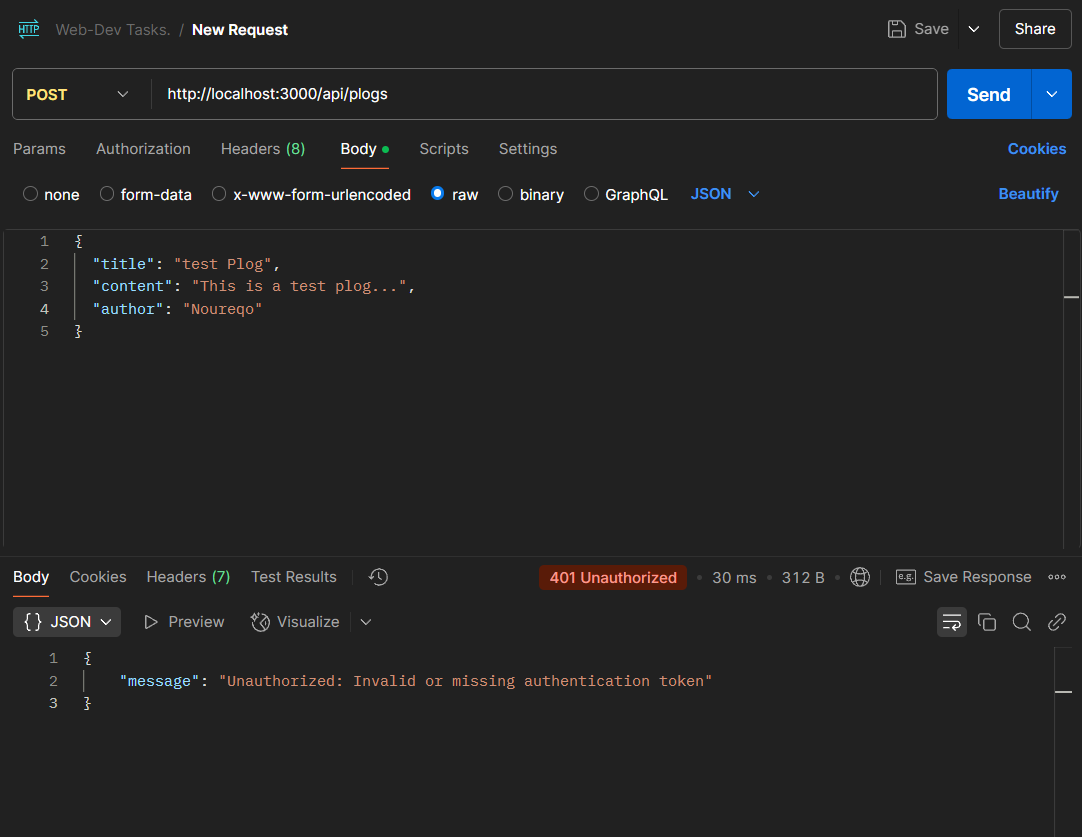 HTTP Web-Dev Tasks. / New Request Save Share
POST http://localhost:3000/api/plogs Send
Params Authorization Headers (8) Body Scripts Settings Cookies
none form-data x-www-form-urlencoded raw binary GraphQL JSON Beautify
1 {
2 "title": "test Plog",
3 "content": "This is a test plog...",
4 "author": "Noureqo"
5 }
Body Cookies Headers (7) Test Results 401 Unauthorized • 30 ms • 312 B • e.g. Save Response
{} JSON Preview Visualize
1 {
2 "message": "Unauthorized: Invalid or missing authentication token"
3 }